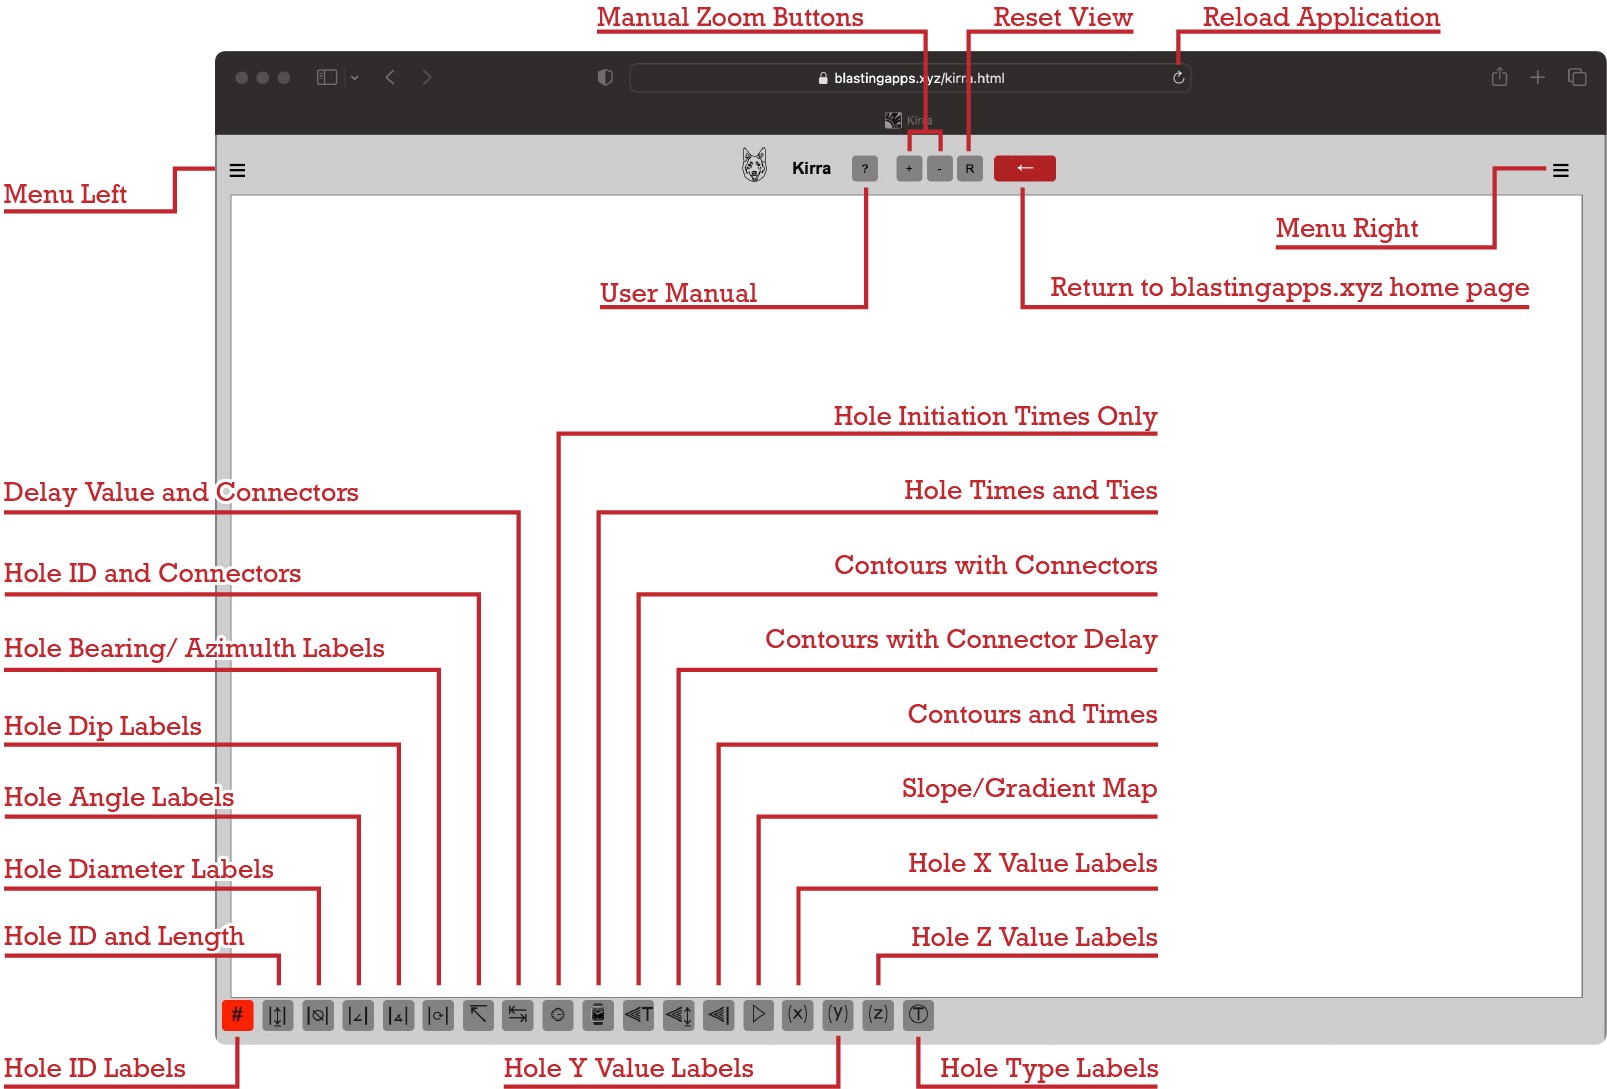 Manual Zoom Buttons
Reset View
Reload Application
blastingapps.xyz/kirra.html
Kirra
Menu Left
Kirra
?
+
-
R
←
Menu Right
User Manual
Return to blastingapps.xyz home page
Hole Initiation Times Only
Delay Value and Connectors
Hole Times and Ties
Hole ID and Connectors
Contours with Connectors
Hole Bearing/ Azimulth Labels
Contours with Connector Delay
Hole Dip Labels
Contours and Times
Hole Angle Labels
Slope/Gradient Map
Hole Diameter Labels
Hole X Value Labels
Hole ID and Length
Hole Z Value Labels
#
T
(x)
(y)
(z)
T
Hole ID Labels
Hole Y Value Labels
Hole Type Labels